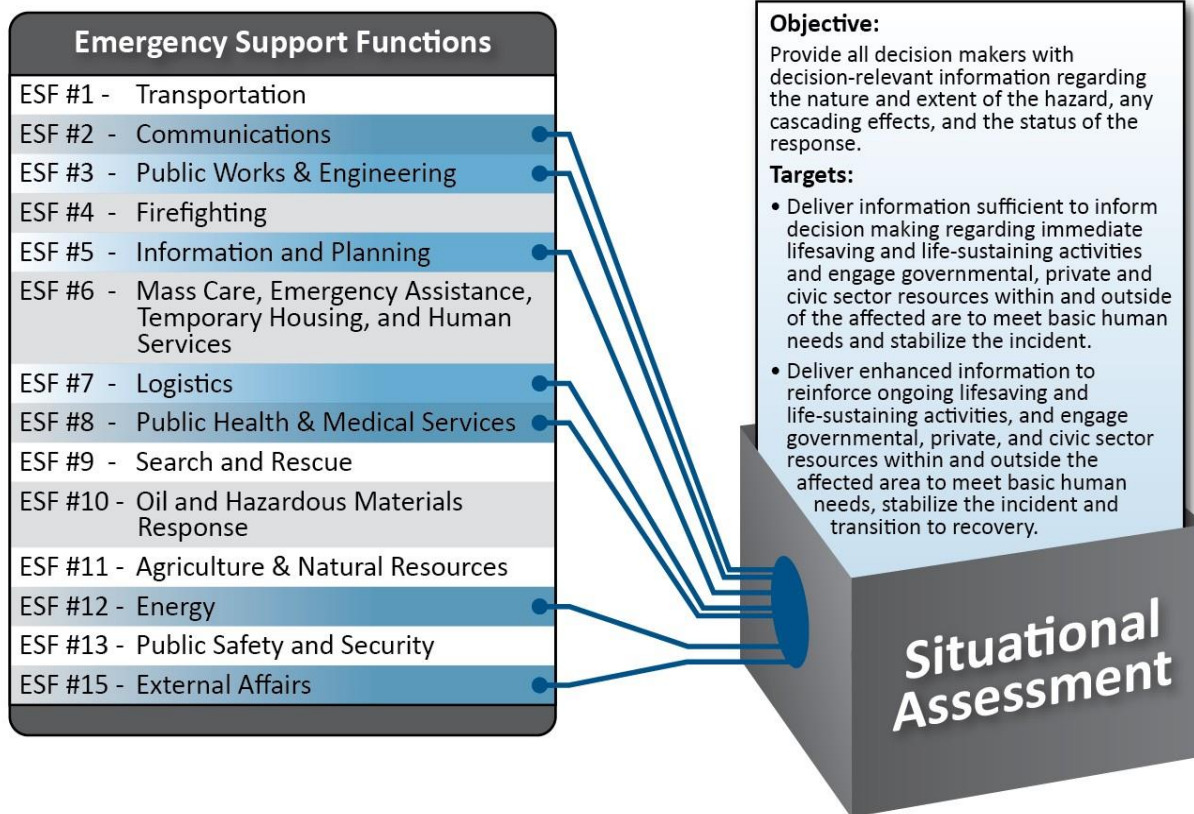 Emergency Support Functions
ESF #1 - Transportation
ESF #2 - Communications
ESF #3 - Public Works & Engineering
ESF #4 - Firefighting
ESF #5 - Information and Planning
ESF #6 - Mass Care, Emergency Assistance,
Temporary Housing, and Human
Services
ESF #7 - Logistics
ESF #8 - Public Health & Medical Services
ESF #9 - Search and Rescue
ESF #10 - Oil and Hazardous Materials
Response
ESF #11 - Agriculture & Natural Resources
ESF #12 - Energy
ESF #13 - Public Safety and Security
ESF #15 - External Affairs
Objective:
Provide all decision makers with
decision-relevant information regarding
the nature and extent of the hazard, any
cascading effects, and the status of the
response.
Targets:
• Deliver information sufficient to inform
decision making regarding immediate
lifesaving and life-sustaining activities
and engage governmental, private and
civic sector resources within and outside
of the affected are to meet basic human
needs and stabilize the incident.
• Deliver enhanced information to
reinforce ongoing lifesaving and
life-sustaining activities, and engage
governmental, private, and civic sector
resources within and outside the
affected area to meet basic human
needs, stabilize the incident and
transition to recovery.
Situational
Assessment